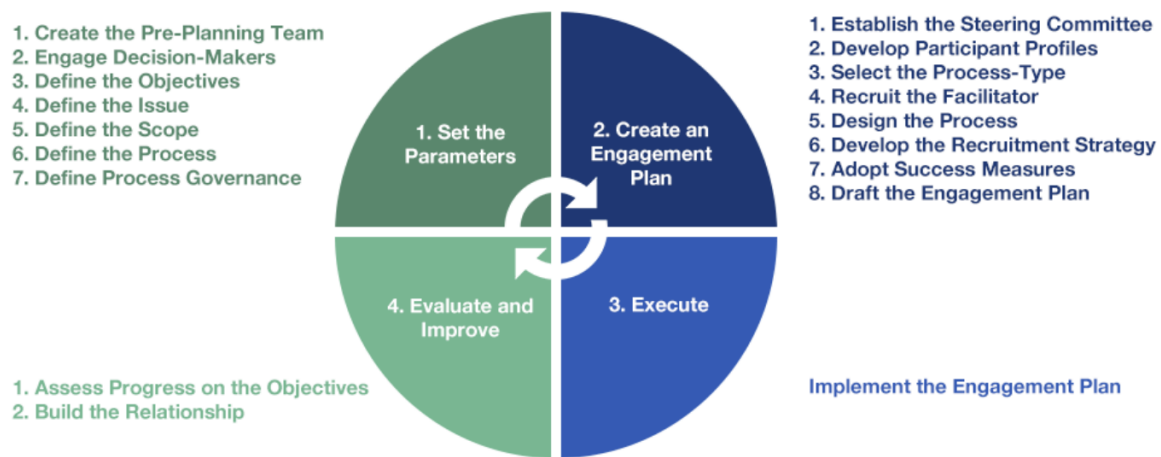 1. Create the Pre-Planning Team
2. Engage Decision-Makers
3. Define the Objectives
4. Define the Issue
5. Define the Scope
6. Define the Process
7. Define Process Governance
1. Set the
Parameters
2. Create an
Engagement
Plan
1. Establish the Steering Committee
2. Develop Participant Profiles
3. Select the Process-Type
4. Recruit the Facilitator
5. Design the Process
6. Develop the Recruitment Strategy
7. Adopt Success Measures
8. Draft the Engagement Plan
4. Evaluate and
Improve
3. Execute
1. Assess Progress on the Objectives
2. Build the Relationship
Implement the Engagement Plan